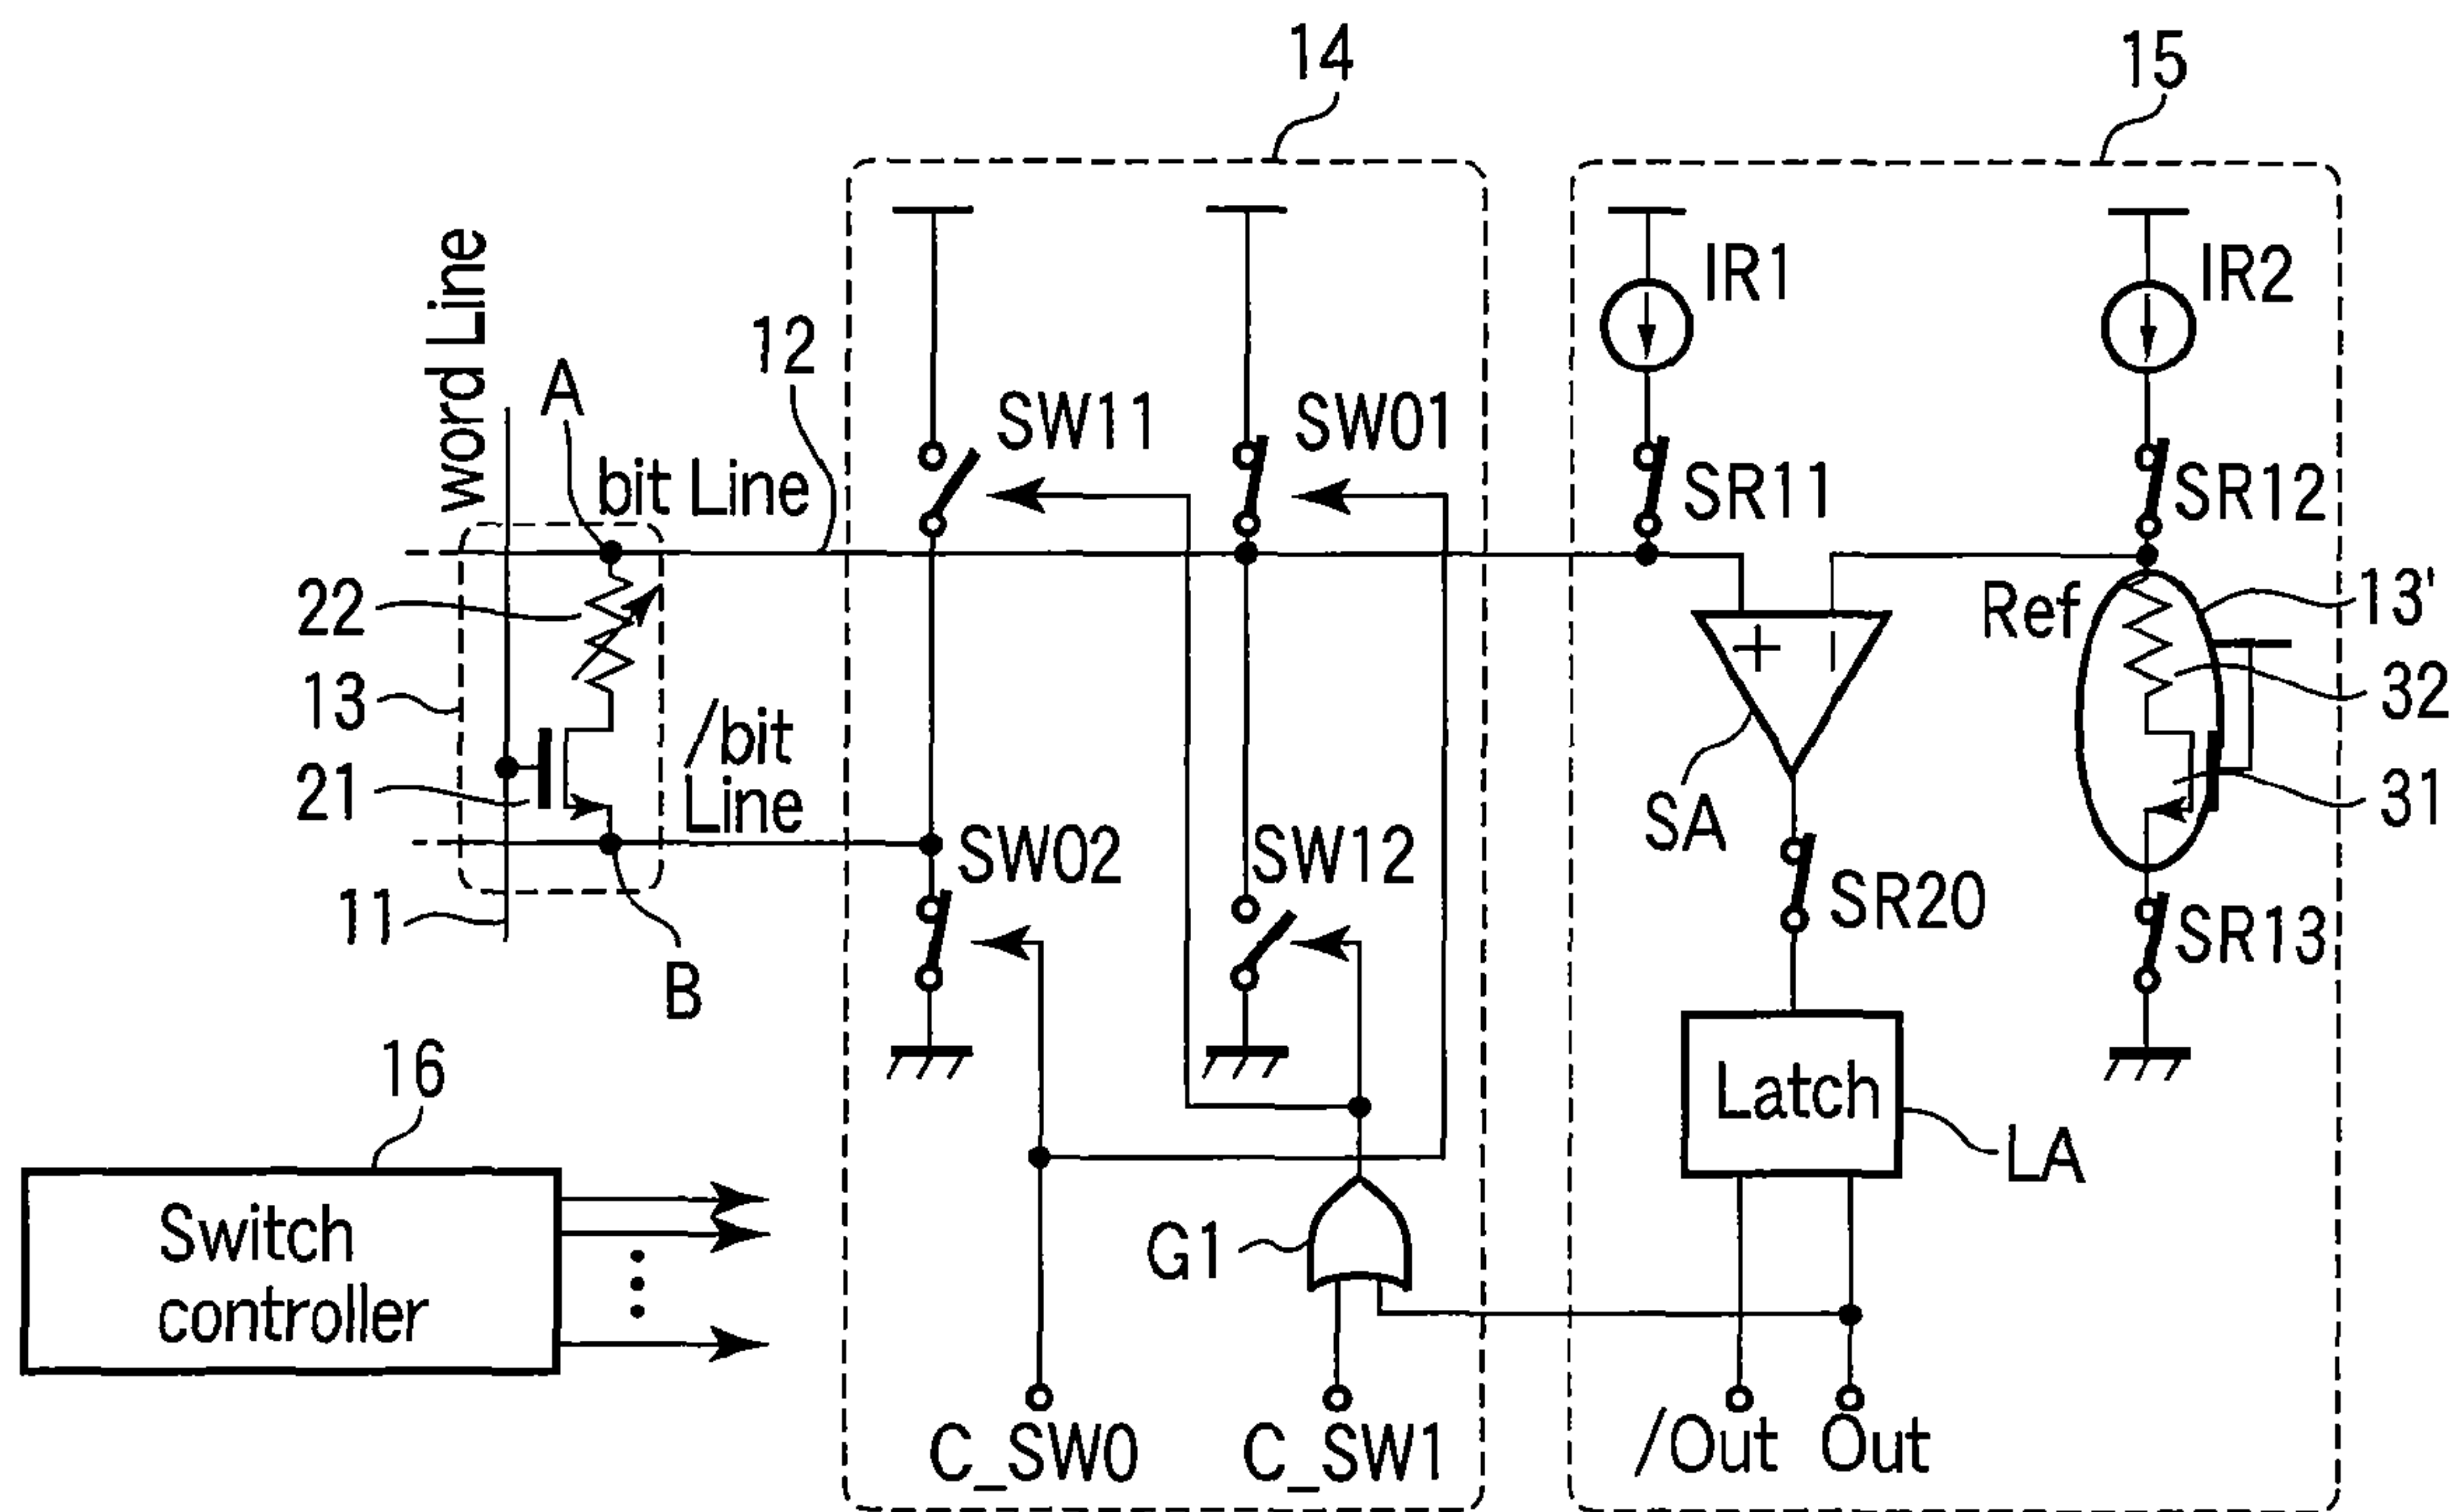 14
15
word Line
IR1
IR2
12
A
SW11
SW01
bit Line
SR11
SR12
22
Ref
13'
13
+
−
32
/bit
Line
21
SA
31
SW02
SW12
SR20
11
SR13
B
16
Latch
LA
Switch
controller
G1
C_SW0
C_SW1
/Out
Out